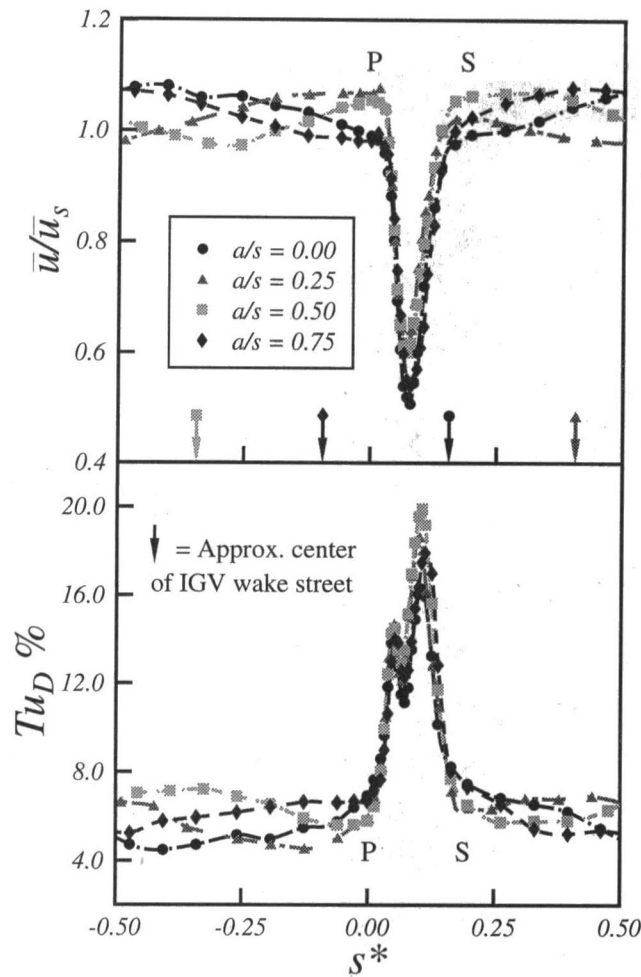 1.2
P S
1.0
u̅/u̅s
0.8
a/s = 0.00
a/s = 0.25
a/s = 0.50
a/s = 0.75
0.6
0.4
20.0
= Approx. center
of IGV wake street
16.0
TuD %
12.0
8.0
4.0
P S
-0.50 -0.25 0.00 0.25 0.50
s*